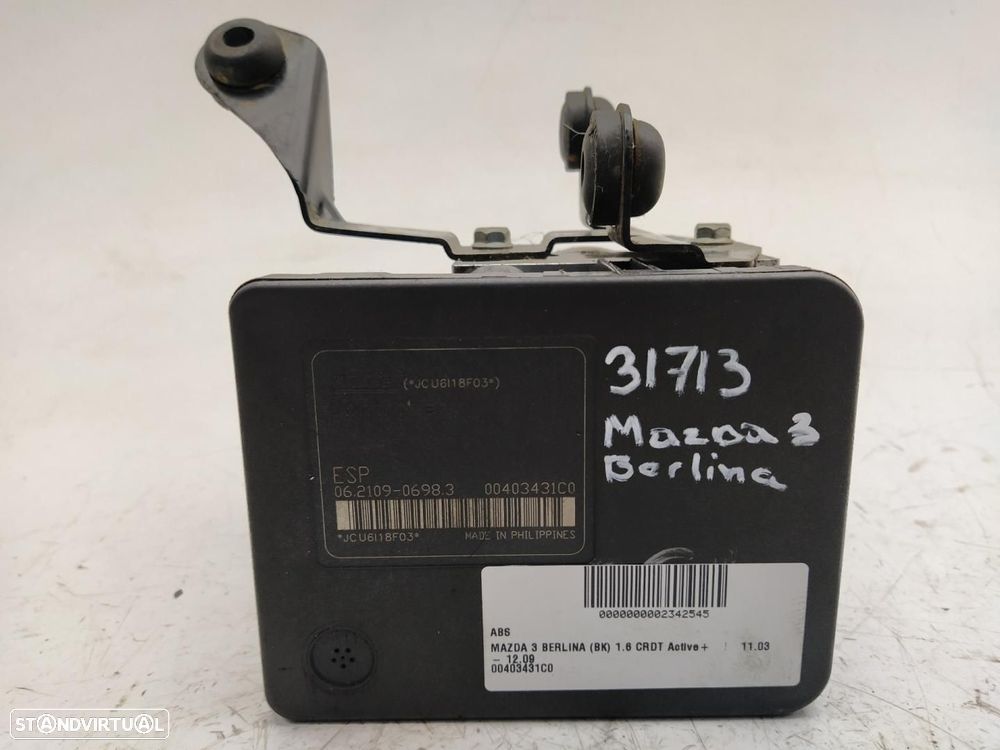 (*JCU6I18F03*)
ESP
06.2109-0698.3 00403431C0
*JCU6I18F03* MADE IN PHILIPPINES
31713
Mazda 3
Berlina
0000000002342545
ABS
MAZDA 3 BERLINA (BK) 1.6 CRDT Active + 11.03
- 12.09
00403431C0
STANDVIRTUAL